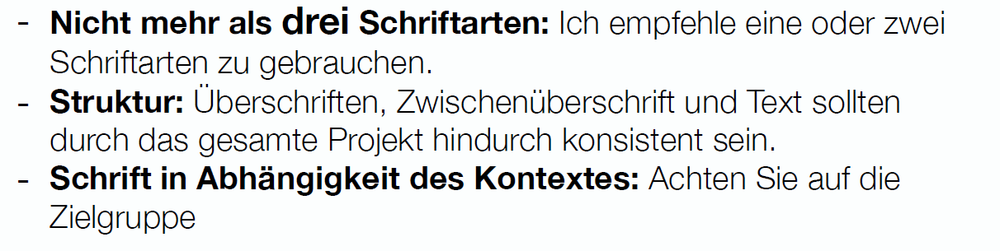 - Nicht mehr als drei Schriftarten: Ich empfehle eine oder zwei
Schriftarten zu gebrauchen.
- Struktur: Überschriften, Zwischenüberschrift und Text sollten
durch das gesamte Projekt hindurch konsistent sein.
- Schrift in Abhängigkeit des Kontextes: Achten Sie auf die
Zielgruppe